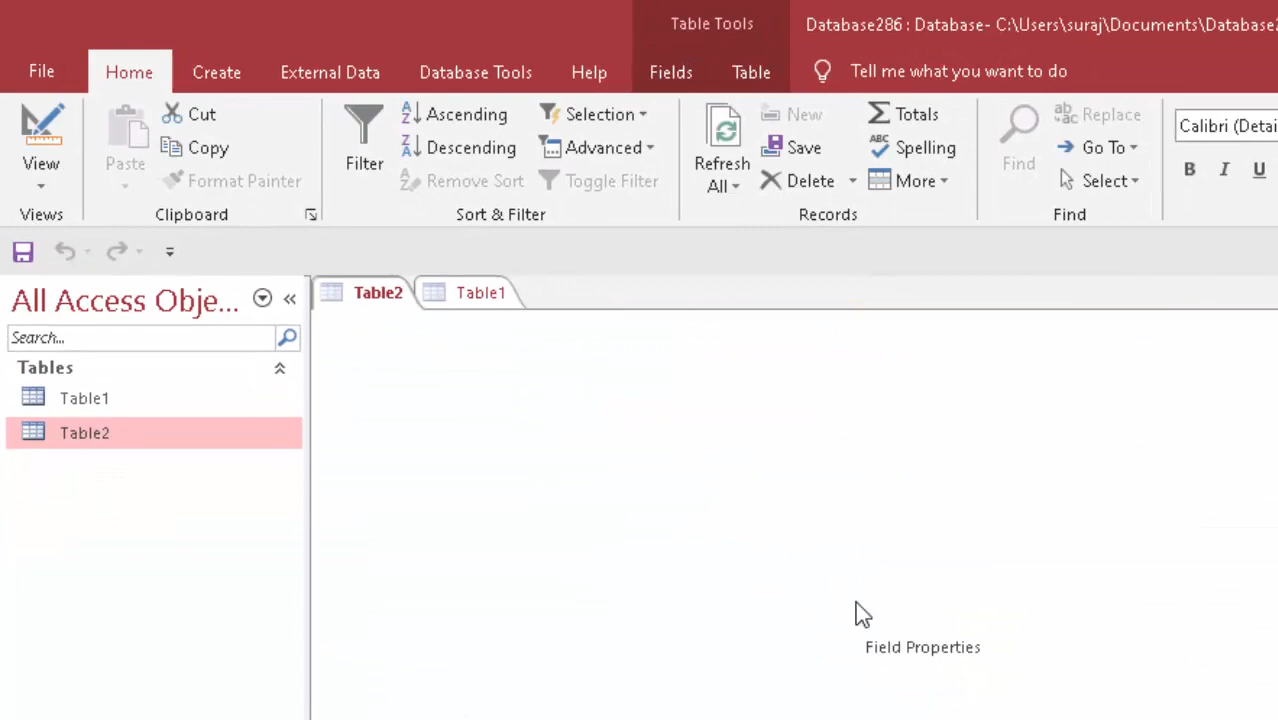 Table Tools
Database286 : Database- C:\Users\suraj\Documents\Database2
File Home Create External Data Database Tools Help Fields Table Tell me what you want to do
View
Views
Paste
Cut
Copy
Format Painter
Clipboard
Filter
Ascending
Descending
Remove Sort
Selection
Advanced
Toggle Filter
Sort & Filter
Refresh
All
New
Save
Delete
Totals
Spelling
More
Records
Find
Replace
Go To
Select
Find
Calibri (Detai
B I U
All Access Obje...
Search...
Tables
Table1
Table2
Table2 Table1
Field Properties